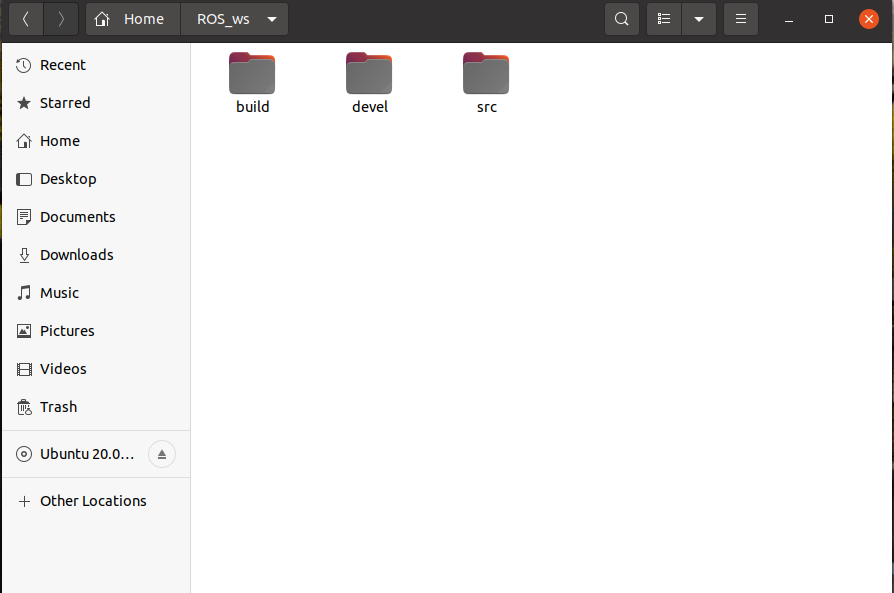 Home ROS_ws
Recent
Starred
Home
Desktop
Documents
Downloads
Music
Pictures
Videos
Trash
Ubuntu 20.0...
Other Locations
build devel src